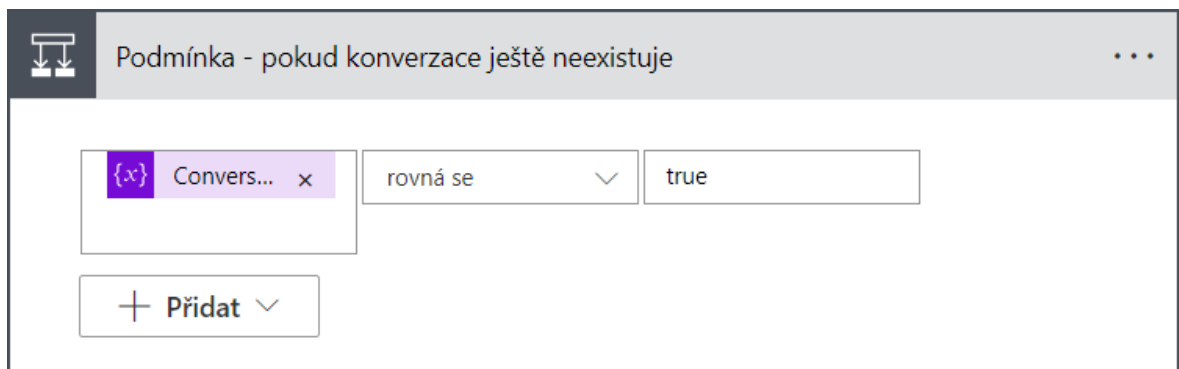 Podmínka - pokud konverzace ještě neexistuje
{x} Convers... × rovná se true
+ Přidat